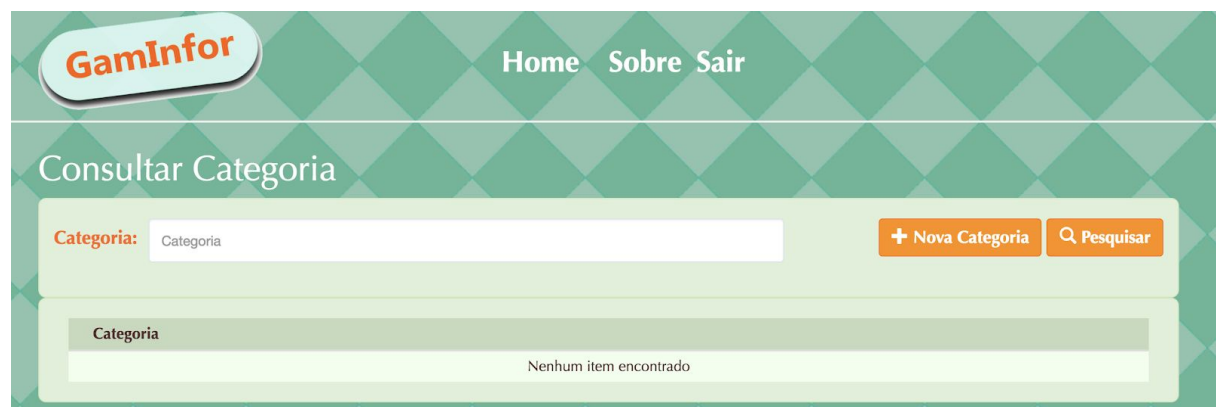 GamInfor
Home Sobre Sair
Consultar Categoria
Categoria: Categoria Nova Categoria Pesquisar
Categoria
Nenhum item encontrado